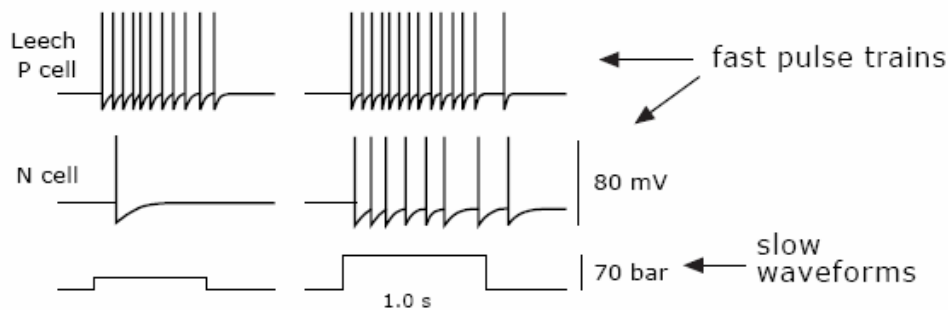 Leech
P cell
fast pulse trains
N cell
80 mV
slow
waveforms
70 bar
1.0 s